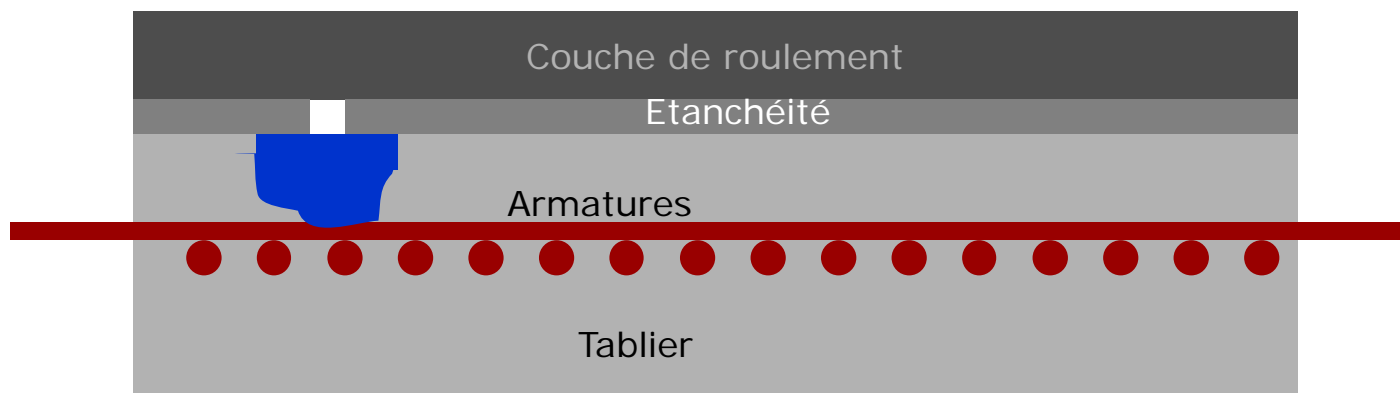 Couche de roulement
Etanchéité
Armatures
Tablier